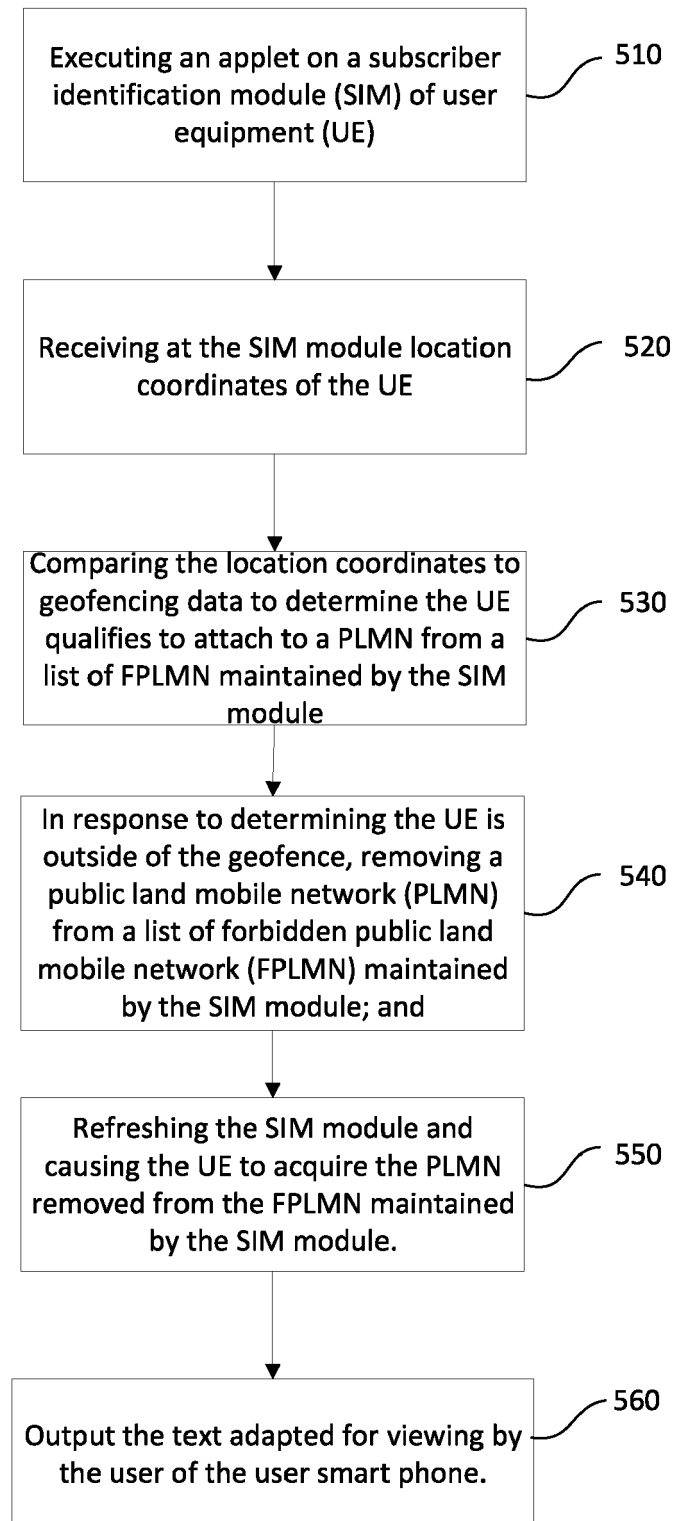 Executing an applet on a subscriber
identification module (SIM) of user
equipment (UE)
510
Receiving at the SIM module location
coordinates of the UE
520
Comparing the location coordinates to
geofencing data to determine the UE
qualifies to attach to a PLMN from a
list of FPLMN maintained by the SIM
module
530
In response to determining the UE is
outside of the geofence, removing a
public land mobile network (PLMN)
from a list of forbidden public land
mobile network (FPLMN) maintained
by the SIM module; and
540
Refreshing the SIM module and
causing the UE to acquire the PLMN
removed from the FPLMN maintained
by the SIM module.
550
Output the text adapted for viewing by
the user of the user smart phone.
560